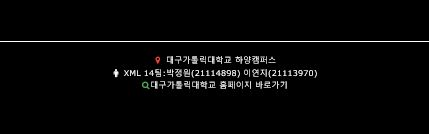 대구가톨릭대학교 하양캠퍼스
XML 14팀:박정원(21114898) 이연지(21113970)
대구가톨릭대학교 홈페이지 바로가기